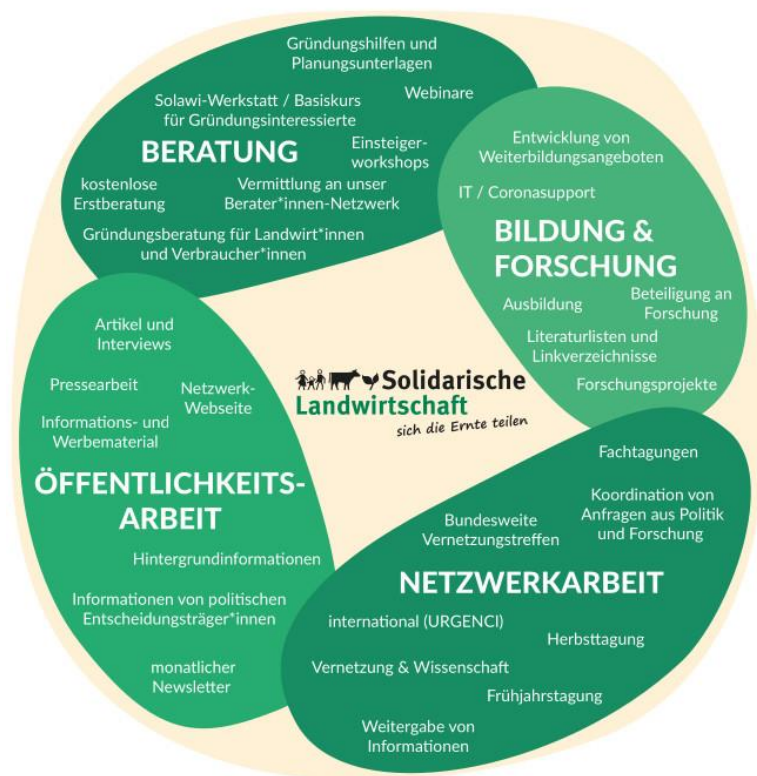 Gründungshilfen und
Planungsunterlagen
Webinare
Solawi-Werkstatt / Basiskurs
für Gründungsinteressierte
BERATUNG
Einsteiger-
workshops
kostenlose
Erstberatung
Vermittlung an unser
Berater*innen-Netzwerk
Gründungsberatung für Landwirt*innen
und Verbraucher*innen
Entwicklung von
Weiterbildungsangeboten
IT / Coronasupport
BILDUNG &
FORSCHUNG
Ausbildung
Beteiligung an
Forschung
Literaturlisten und
Linkverzeichnisse
Forschungsprojekte
Artikel und
Interviews
Pressearbeit
Netzwerk-
Webseite
Informations- und
Werbematerial
ÖFFENTLICHKEITS-
ARBEIT
Hintergrundinformationen
Informationen von politischen
Entscheidungsträger*innen
monatlicher
Newsletter
Solidarische
Landwirtschaft
sich die Ernte teilen
Fachtagungen
Koordination von
Anfragen aus Politik
und Forschung
Bundesweite
Vernetzungstreffen
NETZWERKARBEIT
international (URGENCI)
Herbsttagung
Vernetzung & Wissenschaft
Frühjahrstagung
Weitergabe von
Informationen